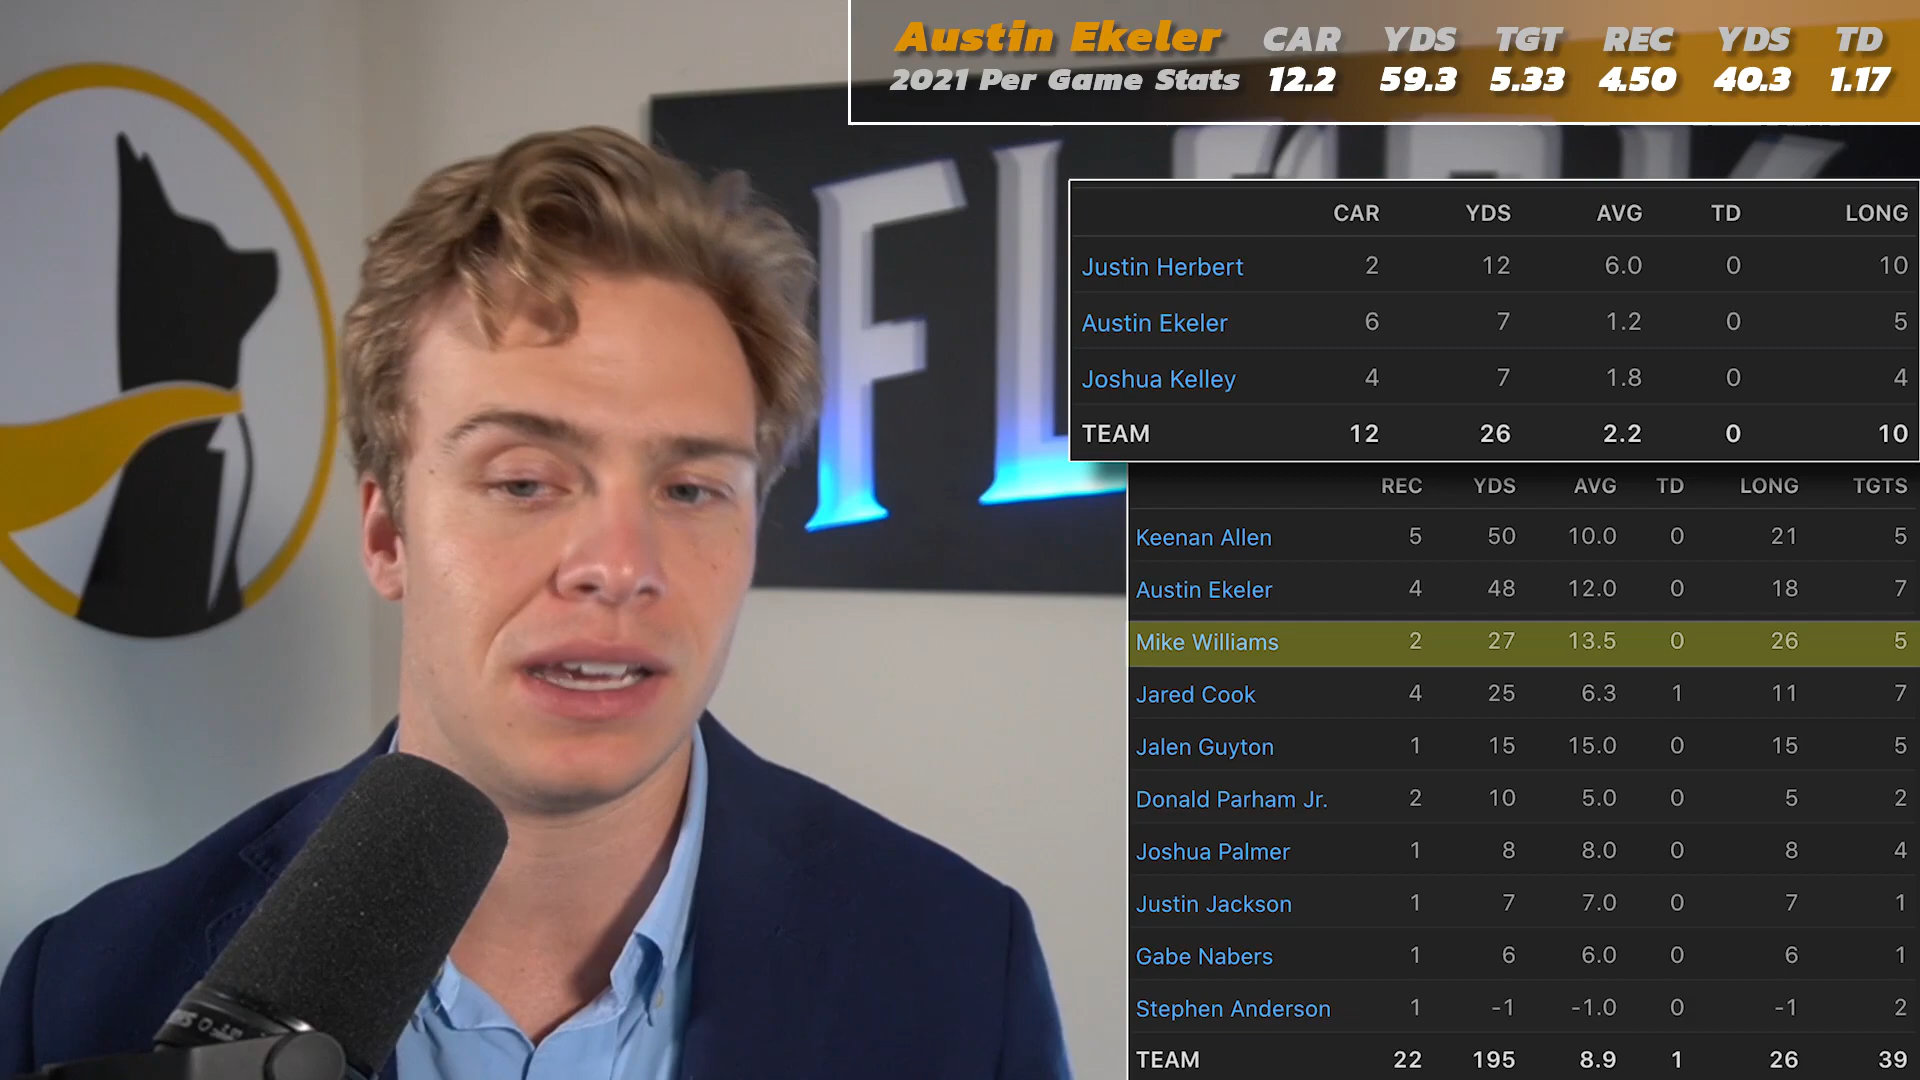 Austin Ekeler CAR YDS TGT REC YDS TD
2021 Per Game Stats 12.2 59.3 5.33 4.50 40.3 1.17
CAR YDS AVG TD LONG
Justin Herbert 2 12 6.0 0 10
Austin Ekeler 6 7 1.2 0 5
Joshua Kelley 4 7 1.8 0 4
TEAM 12 26 2.2 0 10
REC YDS AVG TD LONG TGTS
Keenan Allen 5 50 10.0 0 21 5
Austin Ekeler 4 48 12.0 0 18 7
Mike Williams 2 27 13.5 0 26 5
Jared Cook 4 25 6.3 1 11 7
Jalen Guyton 1 15 15.0 0 15 5
Donald Parham Jr. 2 10 5.0 0 5 2
Joshua Palmer 1 8 8.0 0 8 4
Justin Jackson 1 7 7.0 0 7 1
Gabe Nabers 1 6 6.0 0 6 1
Stephen Anderson 1 -1 -1.0 0 -1 2
TEAM 22 195 8.9 1 26 39